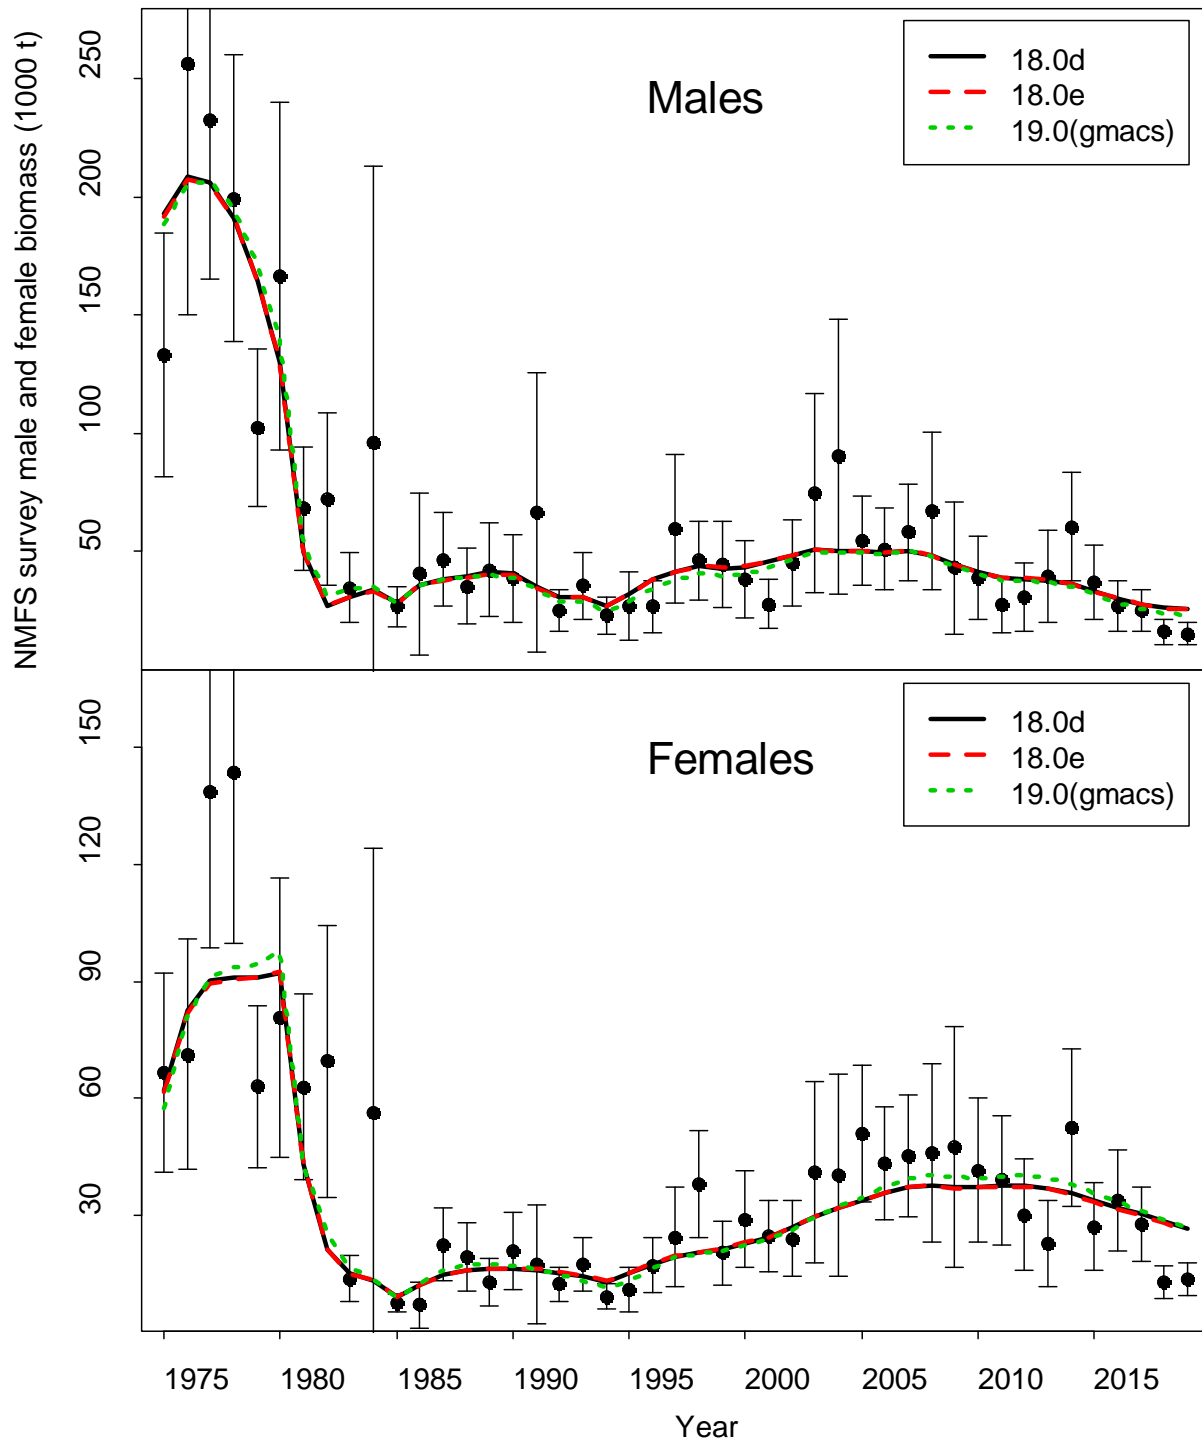 NMFS survey male and female biomass (1000 t)
Males
18.0d
18.0e
19.0(gmacs)
250
200
150
100
50
Females
18.0d
18.0e
19.0(gmacs)
150
120
90
60
30
1975 1980 1985 1990 1995 2000 2005 2010 2015
Year